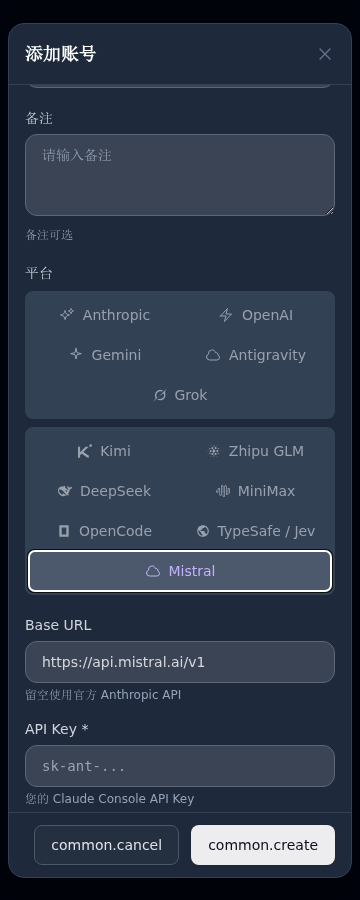 添加账号
备注
请输入备注
备注可选
平台
Anthropic
OpenAI
Gemini
Antigravity
Grok
Kimi
Zhipu GLM
DeepSeek
MiniMax
OpenCode
TypeSafe / Jev
Mistral
Base URL
https://api.mistral.ai/v1
留空使用官方 Anthropic API
API Key *
sk-ant-...
您的 Claude Console API Key
common.cancel
common.create